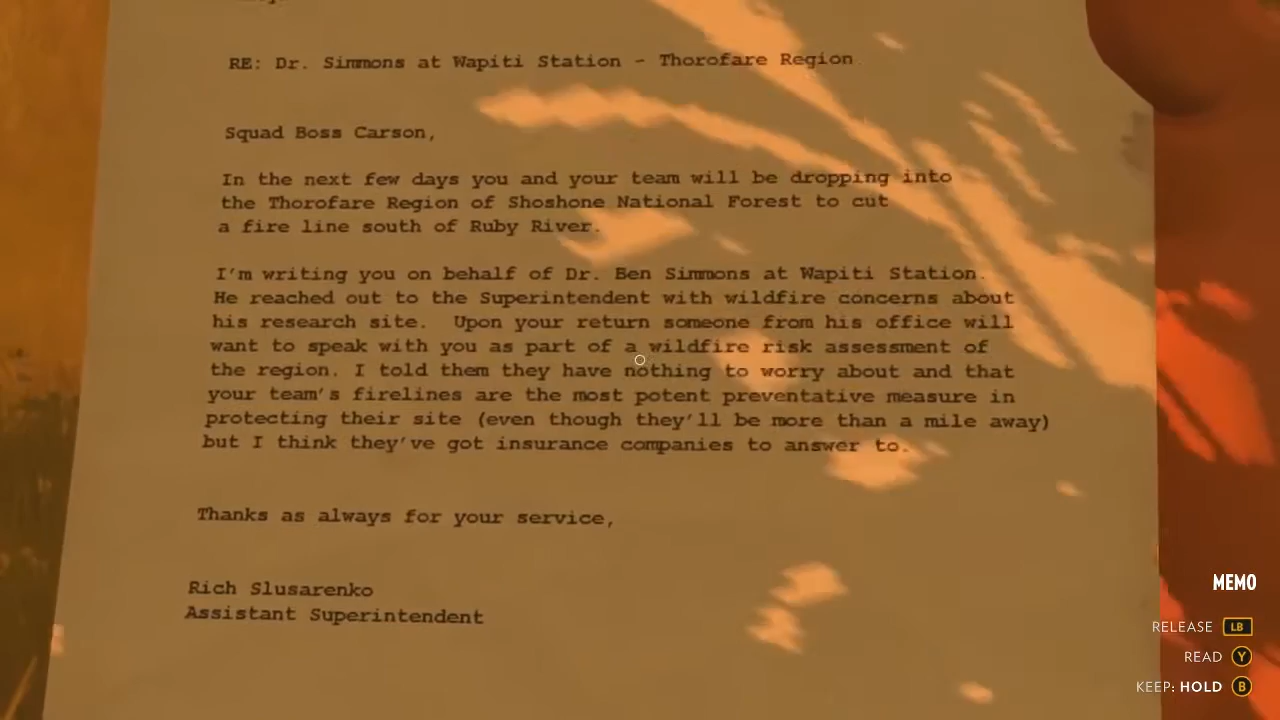 RE: Dr. Simmons at Wapiti Station - Thorofare Region
Squad Boss Carson,
In the next few days you and your team will be dropping into
the Thorofare Region of Shoshone National Forest to cut
a fire line south of Ruby River.
I'm writing you on behalf of Dr. Ben Simmons at Wapiti Station.
He reached out to the Superintendent with wildfire concerns about
his research site. Upon your return someone from his office will
want to speak with you as part of a wildfire risk assessment of
the region. I told them they have nothing to worry about and that
your team's firelines are the most potent preventative measure in
protecting their site (even though they'll be more than a mile away)
but I think they've got insurance companies to answer to.
Thanks as always for your service,
Rich Slusarenko
Assistant Superintendent
MEMO
RELEASE LB
READ Y
KEEP: HOLD B